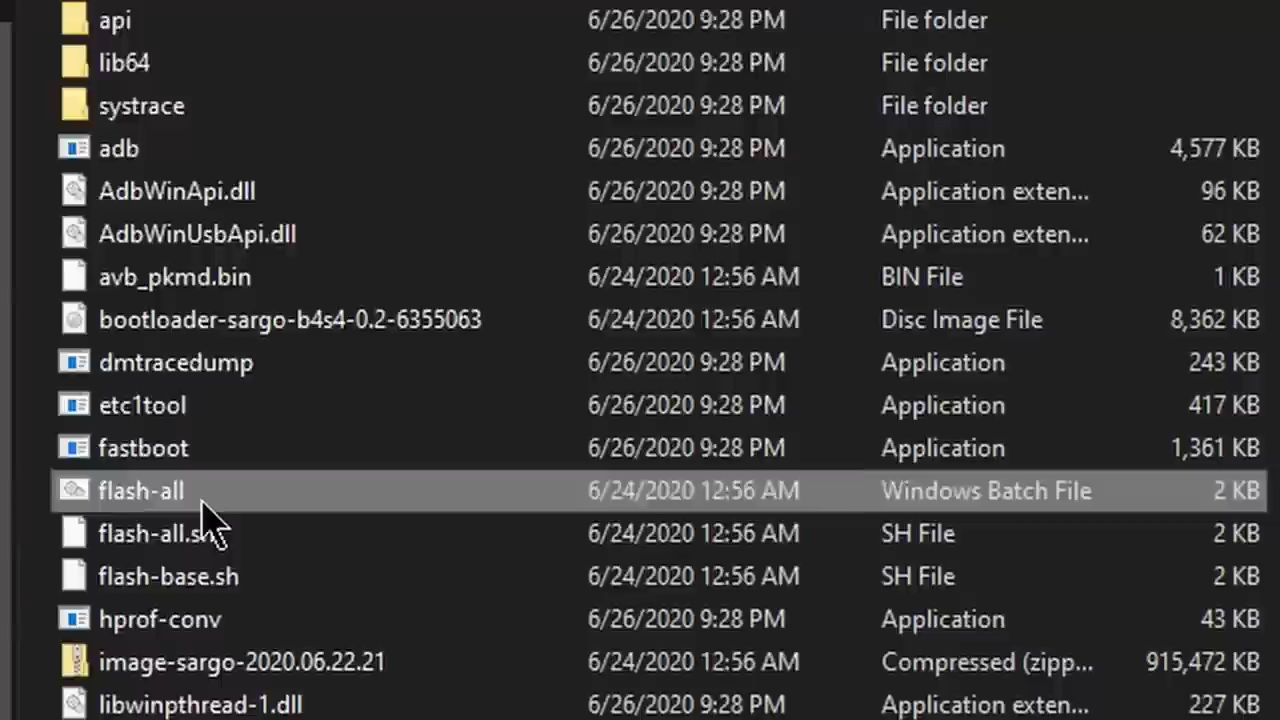 api 6/26/2020 9:28 PM File folder
lib64 6/26/2020 9:28 PM File folder
systrace 6/26/2020 9:28 PM File folder
adb 6/26/2020 9:28 PM Application 4,577 KB
AdbWinApi.dll 6/26/2020 9:28 PM Application exten... 96 KB
AdbWinUsbApi.dll 6/26/2020 9:28 PM Application exten... 62 KB
avb_pkmd.bin 6/24/2020 12:56 AM BIN File 1 KB
bootloader-sargo-b4s4-0.2-6355063 6/24/2020 12:56 AM Disc Image File 8,362 KB
dmtracedump 6/26/2020 9:28 PM Application 243 KB
etc1tool 6/26/2020 9:28 PM Application 417 KB
fastboot 6/26/2020 9:28 PM Application 1,361 KB
flash-all 6/24/2020 12:56 AM Windows Batch File 2 KB
flash-all.sh 6/24/2020 12:56 AM SH File 2 KB
flash-base.sh 6/24/2020 12:56 AM SH File 2 KB
hprof-conv 6/26/2020 9:28 PM Application 43 KB
image-sargo-2020.06.22.21 6/24/2020 12:56 AM Compressed (zipp... 915,472 KB
libwinpthread-1.dll 6/26/2020 9:28 PM Application exten... 227 KB